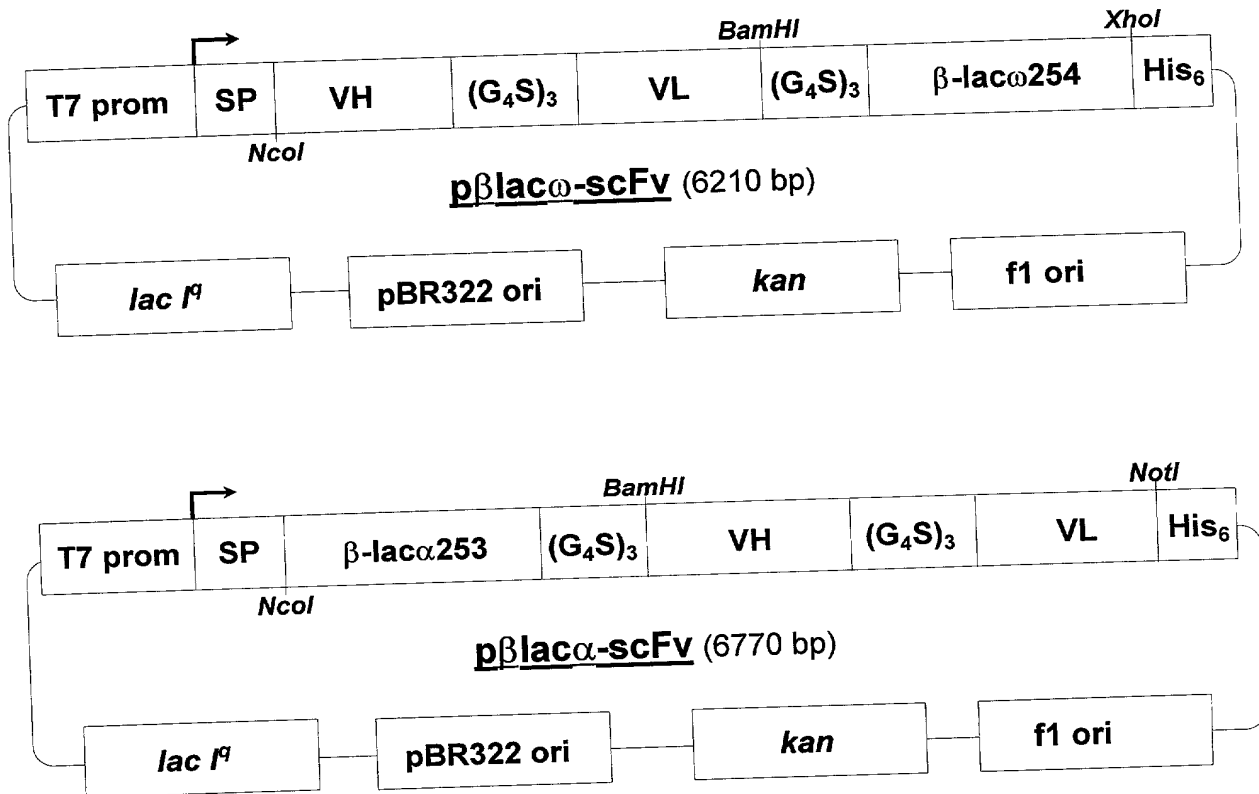 BamHI XhoI
T7 prom SP VH (G₄S)₃ VL (G₄S)₃ β-lacω254 His₆
NcoI
pβlacω-scFv (6210 bp)
lac Iq pBR322 ori kan f1 ori
BamHI NotI
T7 prom SP β-lacα253 (G₄S)₃ VH (G₄S)₃ VL His₆
NcoI
pβlacα-scFv (6770 bp)
lac Iq pBR322 ori kan f1 ori